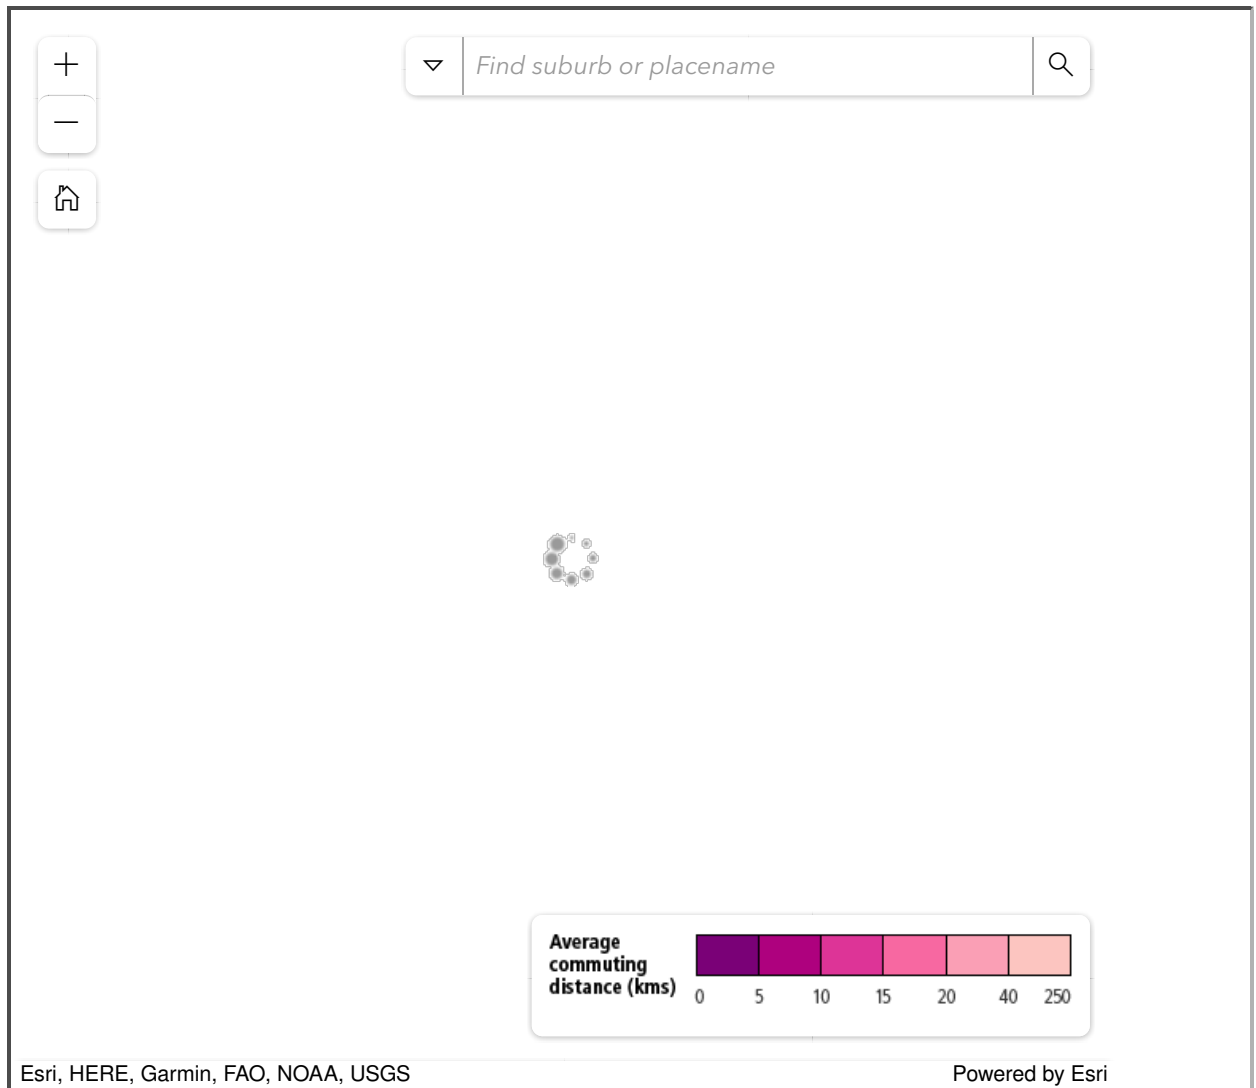 Find suburb or placename
Average
commuting
distance (kms)
0 5 10 15 20 40 250
Esri, HERE, Garmin, FAO, NOAA, USGS
Powered by Esri